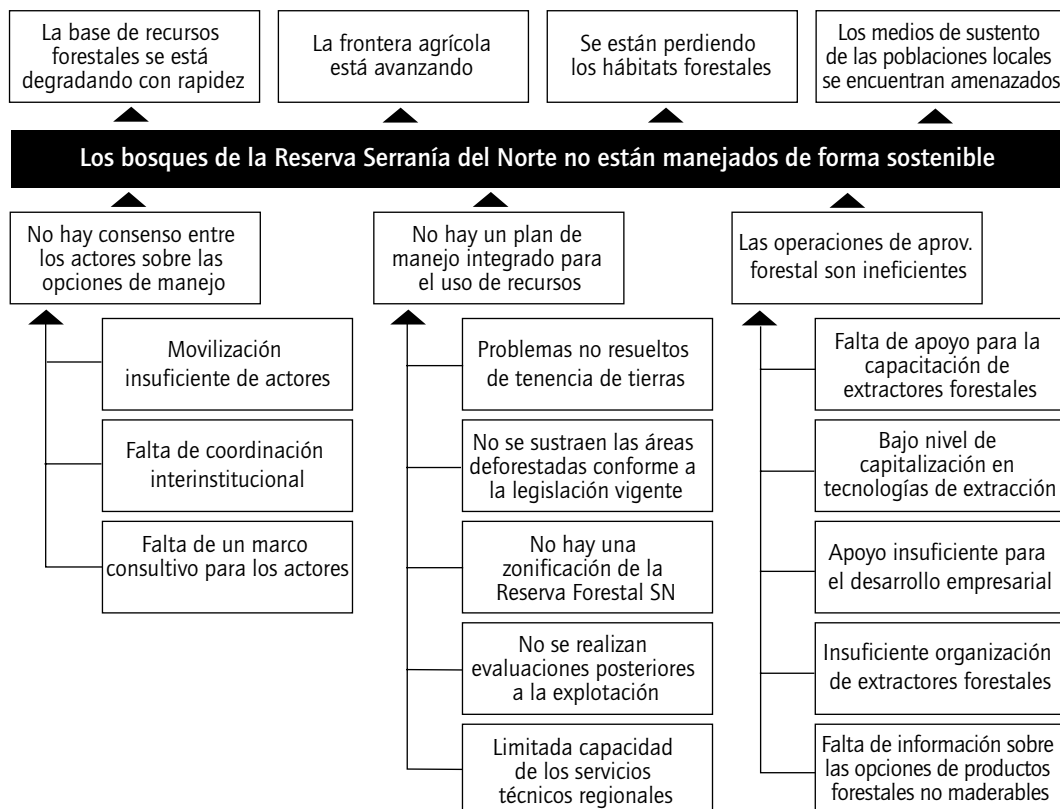 La base de recursos
forestales se está
degradando con rapidez
La frontera agrícola
está avanzando
Se están perdiendo
los hábitats forestales
Los medios de sustento
de las poblaciones locales
se encuentran amenazados
Los bosques de la Reserva Serranía del Norte no están manejados de forma sostenible
No hay consenso entre
los actores sobre las
opciones de manejo
No hay un plan de
manejo integrado para
el uso de recursos
Las operaciones de aprov.
forestal son ineficientes
Movilización
insuficiente de actores
Falta de coordinación
interinstitucional
Falta de un marco
consultivo para los actores
Problemas no resueltos
de tenencia de tierras
No se sustraen las áreas
deforestadas conforme a
la legislación vigente
No hay una
zonificación de la
Reserva Forestal SN
No se realizan
evaluaciones posteriores
a la explotación
Limitada capacidad
de los servicios
técnicos regionales
Falta de apoyo para la
capacitación de
extractores forestales
Bajo nivel de
capitalización en
tecnologías de extracción
Apoyo insuficiente para
el desarrollo empresarial
Insuficiente organización
de extractores forestales
Falta de información sobre
las opciones de productos
forestales no maderables